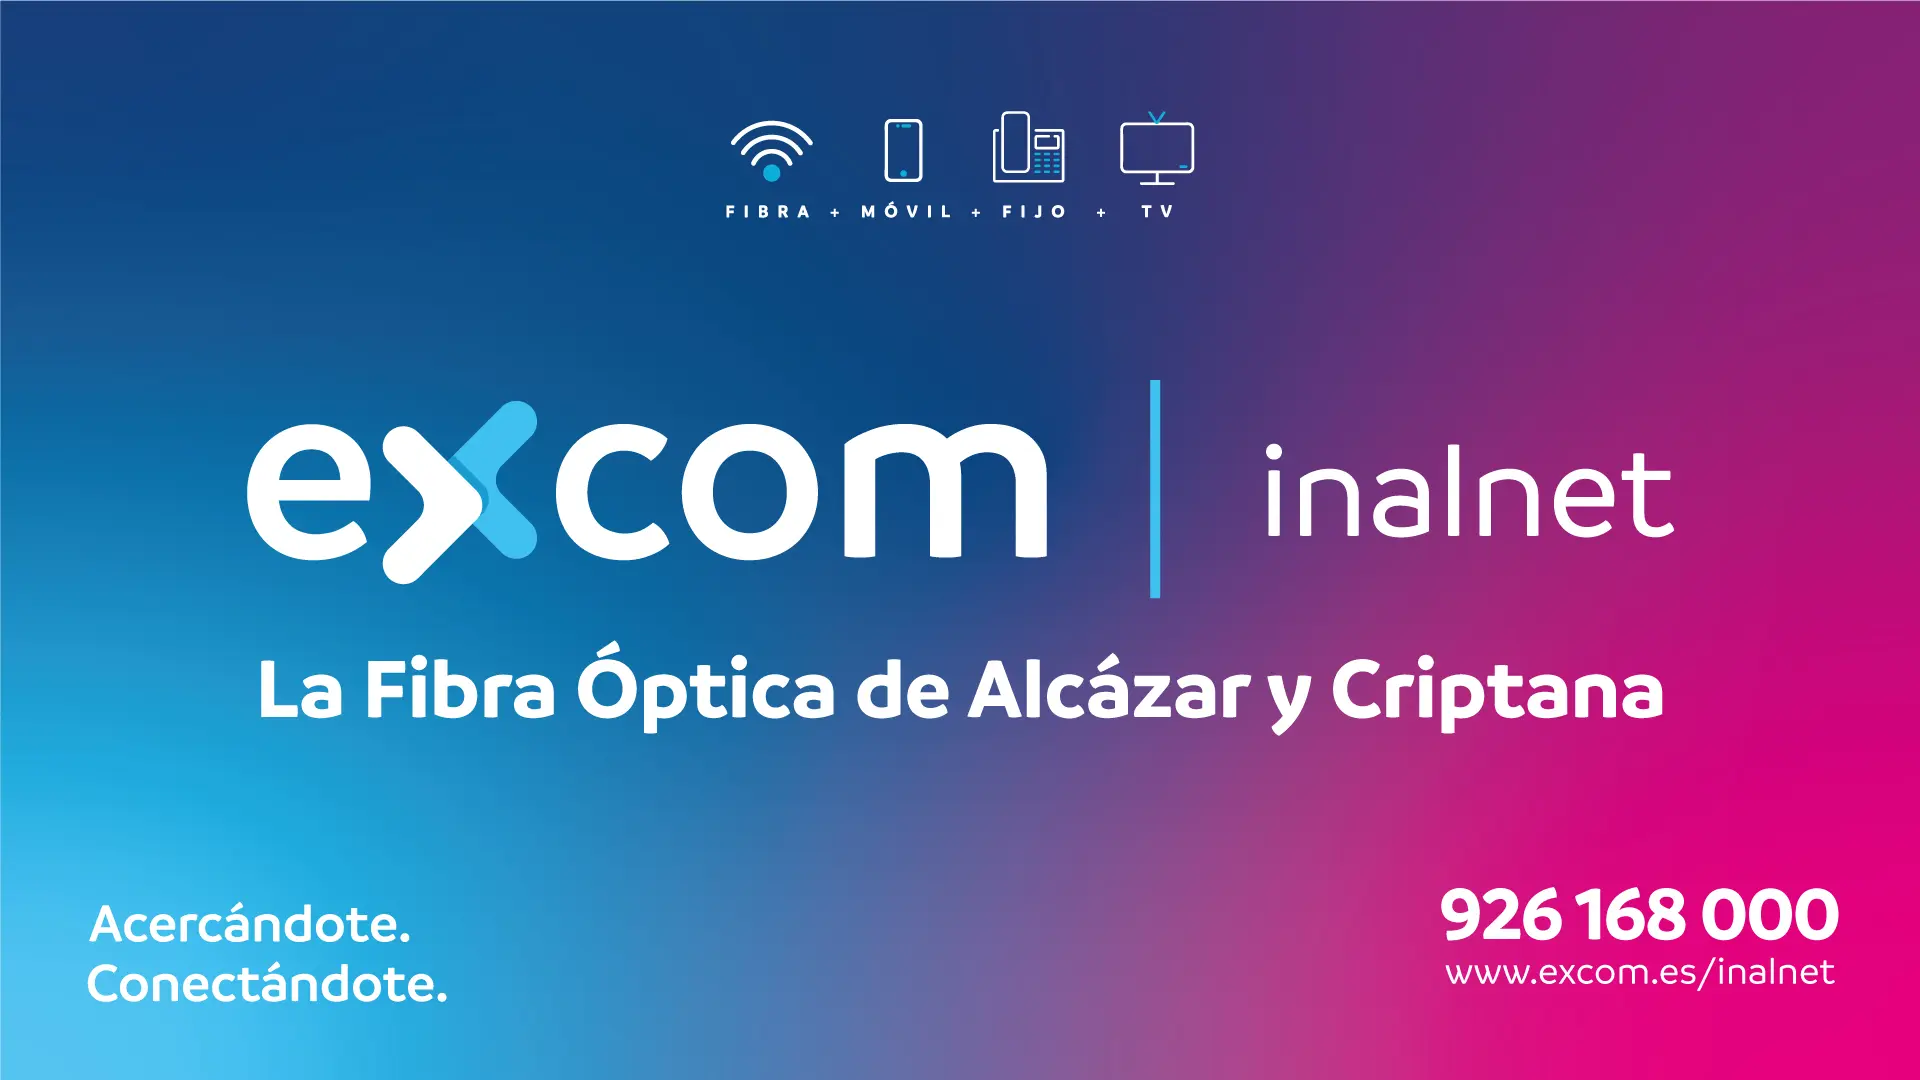 FIBRA + MÓVIL + FIJO + TV
excom | inalnet
La Fibra Óptica de Alcázar y Criptana
Acercándote.
Conectándote.
926 168 000
www.excom.es/inalnet